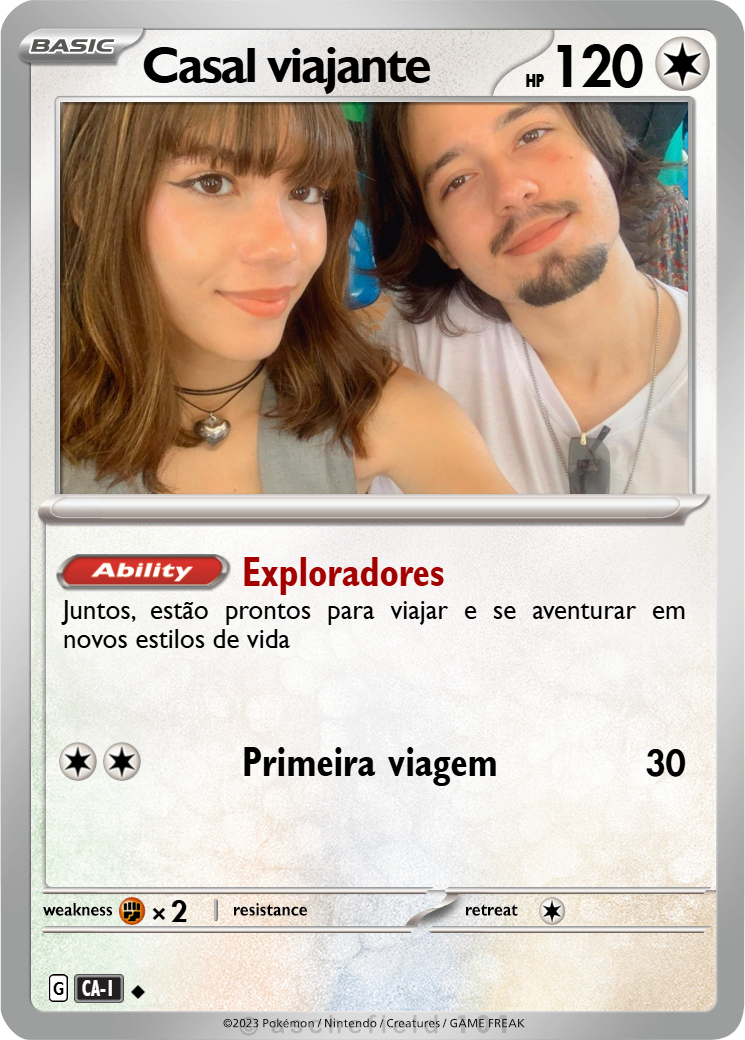 BASIC
Casal viajante
HP 120
Ability Exploradores
Juntos, estão prontos para viajar e se aventurar em
novos estilos de vida
Primeira viagem 30
weakness × 2 resistance retreat
G CA-I
©2023 Pokémon / Nintendo / Creatures / GAME FREAK